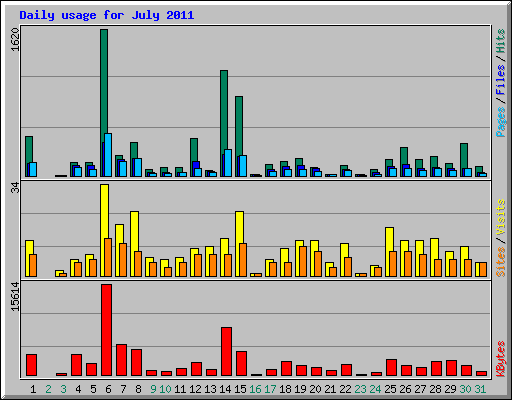 Daily usage for July 2011
1620
Pages / Files / Hits
34
Sites / Visits
15614
KBytes
1 2 3 4 5 6 7 8 9 10 11 12 13 14 15 16 17 18 19 20 21 22 23 24 25 26 27 28 29 30 31